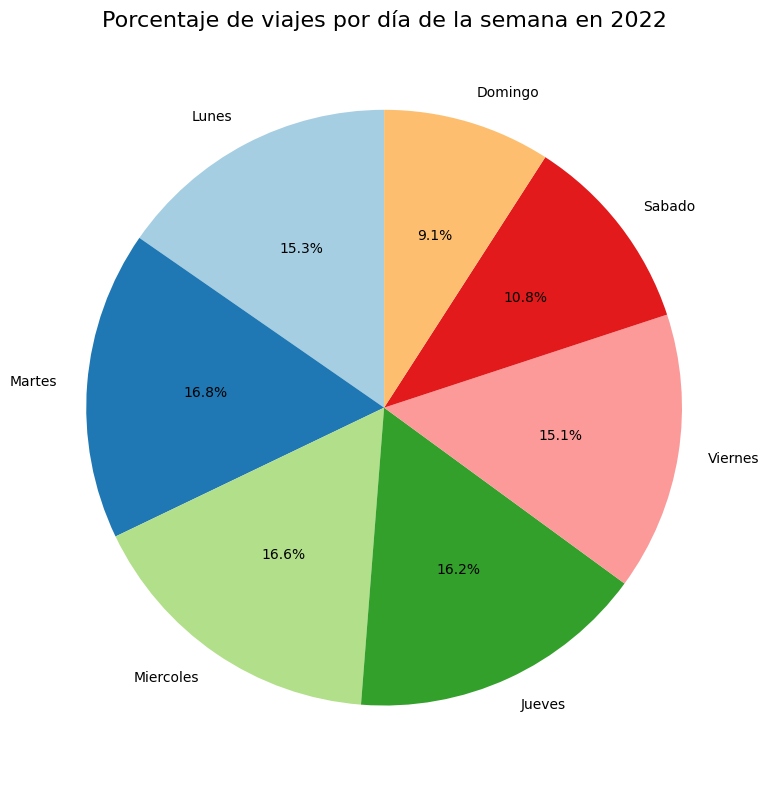 Porcentaje de viajes por día de la semana en 2022
Domingo
Lunes
Sabado
9.1%
15.3%
10.8%
Martes
16.8%
15.1%
Viernes
16.6%
16.2%
Miercoles
Jueves